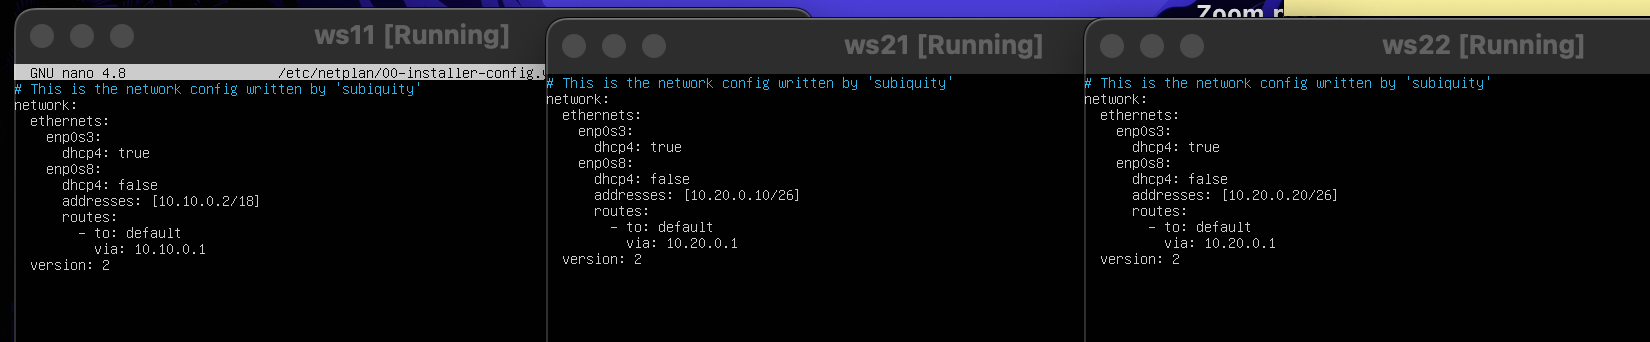 Zoom
ws11 [Running]
GNU nano 4.8 /etc/netplan/00-installer-config.
# This is the network config written by 'subiquity'
network:
  ethernets:
    enp0s3:
      dhcp4: true
    enp0s8:
      dhcp4: false
      addresses: [10.10.0.2/18]
      routes:
        - to: default
          via: 10.10.0.1
  version: 2
ws21 [Running]
# This is the network config written by 'subiquity'
network:
  ethernets:
    enp0s3:
      dhcp4: true
    enp0s8:
      dhcp4: false
      addresses: [10.20.0.10/26]
      routes:
        - to: default
          via: 10.20.0.1
  version: 2
ws22 [Running]
# This is the network config written by 'subiquity'
network:
  ethernets:
    enp0s3:
      dhcp4: true
    enp0s8:
      dhcp4: false
      addresses: [10.20.0.20/26]
      routes:
        - to: default
          via: 10.20.0.1
  version: 2